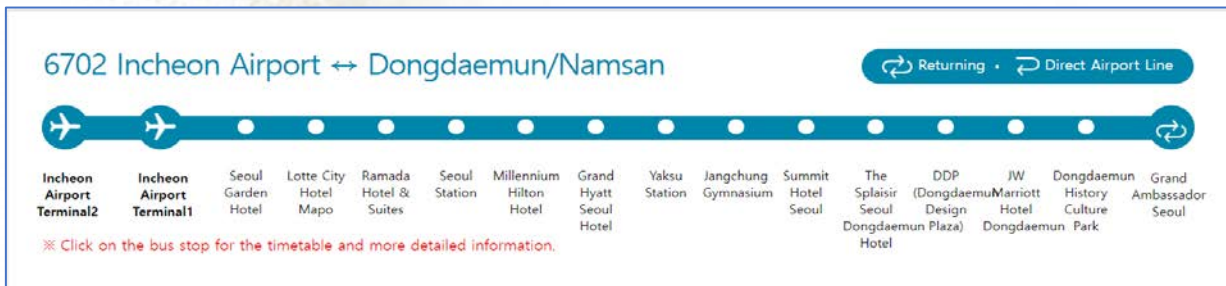 6702 Incheon Airport ↔ Dongdaemun/Namsan
Returning • Direct Airport Line
Incheon
Airport
Terminal2
Incheon
Airport
Terminal1
Seoul
Garden
Hotel
Lotte City
Hotel
Mapo
Ramada
Hotel &
Suites
Seoul
Station
Millennium
Hilton
Hotel
Grand
Hyatt
Seoul
Hotel
Yaksu
Station
Jangchung
Gymnasium
Summit
Hotel
Seoul
The
Splaisir
Seoul
Dongdaemun
Hotel
DDP
(Dongdaemun
Design
Plaza)
JW
Marriott
Hotel
Dongdaemun
Dongdaemun
History
Culture
Park
Grand
Ambassador
Seoul
※ Click on the bus stop for the timetable and more detailed information.